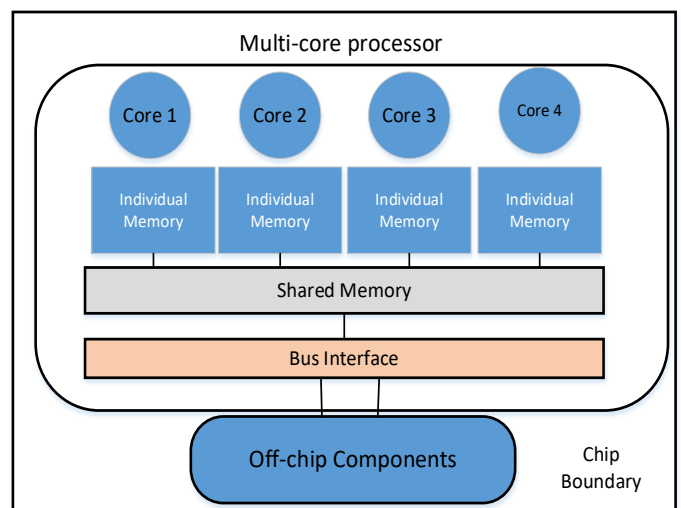 Multi-core processor
Core 1 Core 2 Core 3 Core 4
Individual Individual Individual Individual
Memory Memory Memory Memory
Shared Memory
Bus Interface
Off-chip Components
Chip
Boundary